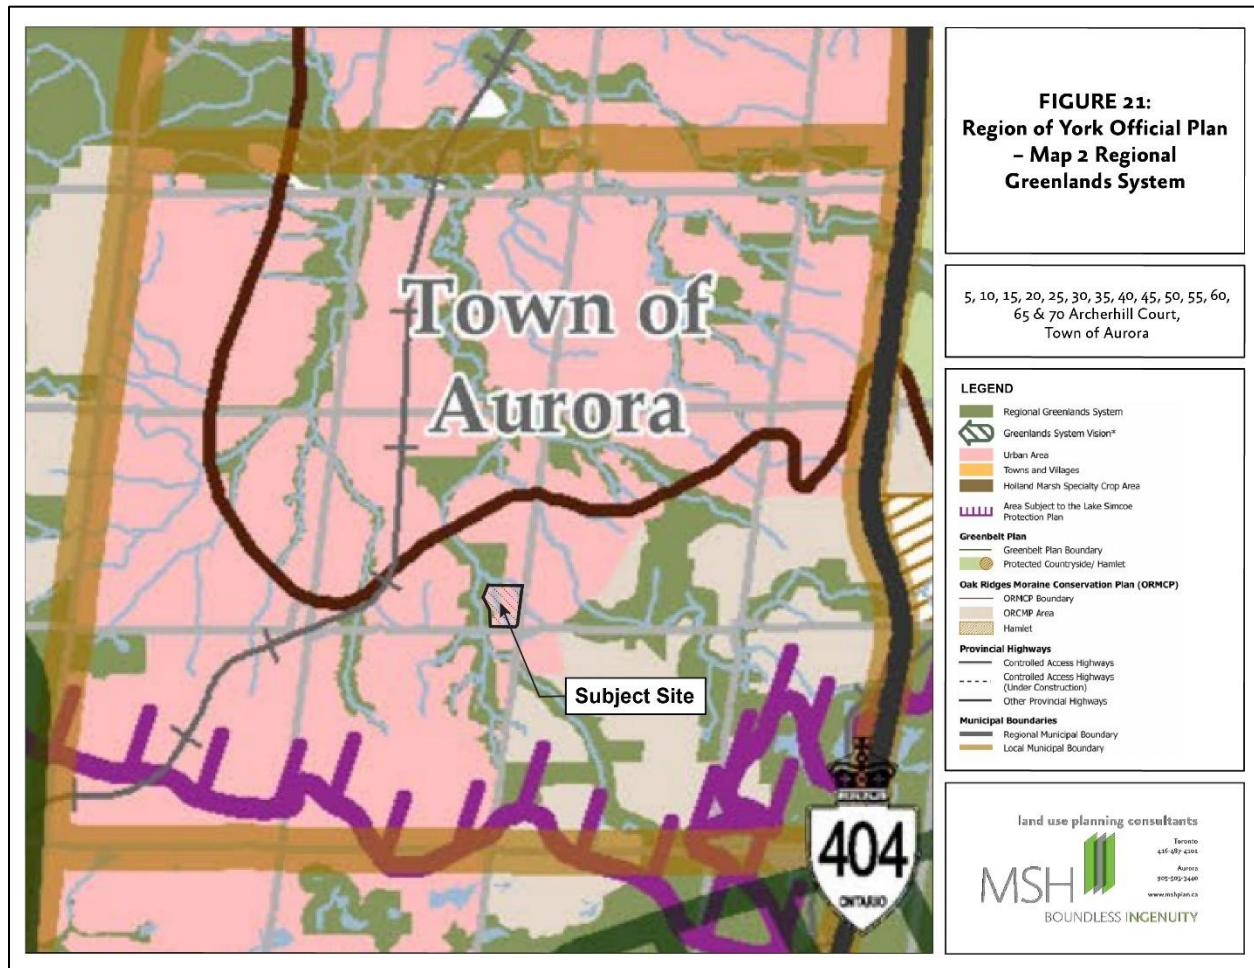 Town of
Aurora
Subject Site
404
ONTARIO
FIGURE 21:
Region of York Official Plan
– Map 2 Regional
Greenlands System
5, 10, 15, 20, 25, 30, 35, 40, 45, 50, 55, 60,
65 & 70 Archerhill Court,
Town of Aurora
LEGEND
Regional Greenlands System
Greenlands System Vision*
Urban Area
Towns and Villages
Holland Marsh Specialty Crop Area
Area Subject to the Lake Simcoe
Protection Plan
Greenbelt Plan
Greenbelt Plan Boundary
Protected Countryside/ Hamlet
Oak Ridges Moraine Conservation Plan (ORMCP)
ORMCP Boundary
ORCMP Area
Hamlet
Provincial Highways
Controlled Access Highways
Controlled Access Highways
(Under Construction)
Other Provincial Highways
Municipal Boundaries
Regional Municipal Boundary
Local Municipal Boundary
land use planning consultants
Toronto
416-487-4101
Aurora
905-503-3440
www.mshplan.ca
MSH
BOUNDLESS INGENUITY